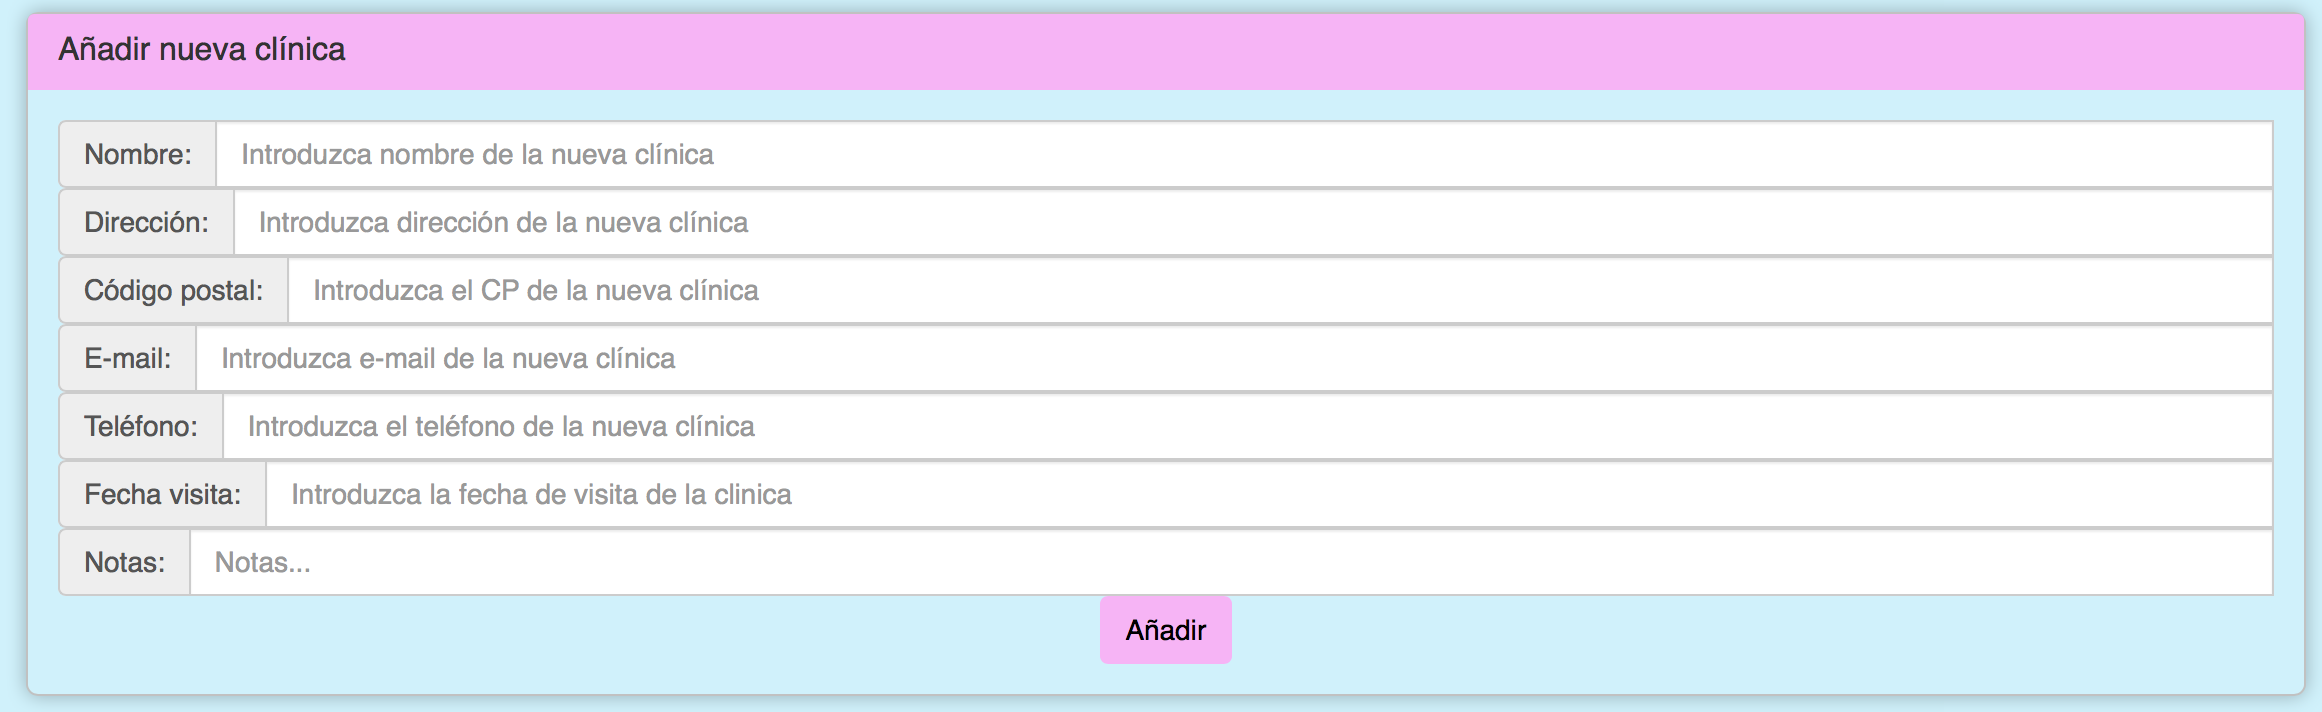 Añadir nueva clínica
Nombre: Introduzca nombre de la nueva clínica
Dirección: Introduzca dirección de la nueva clínica
Código postal: Introduzca el CP de la nueva clínica
E-mail: Introduzca e-mail de la nueva clínica
Teléfono: Introduzca el teléfono de la nueva clínica
Fecha visita: Introduzca la fecha de visita de la clinica
Notas: Notas...
Añadir